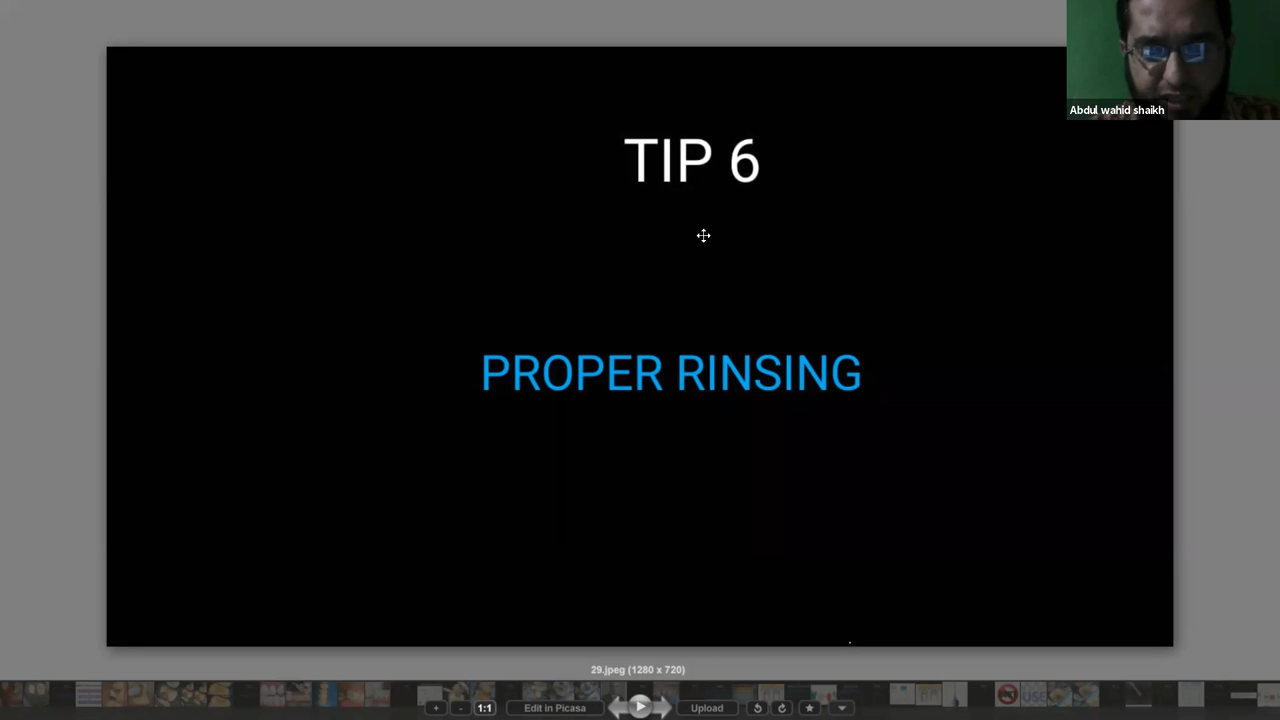 Abdul wahid shaikh
TIP 6
PROPER RINSING
29.jpeg (1280 x 720)
+ - 1:1 Edit in Picasa Upload